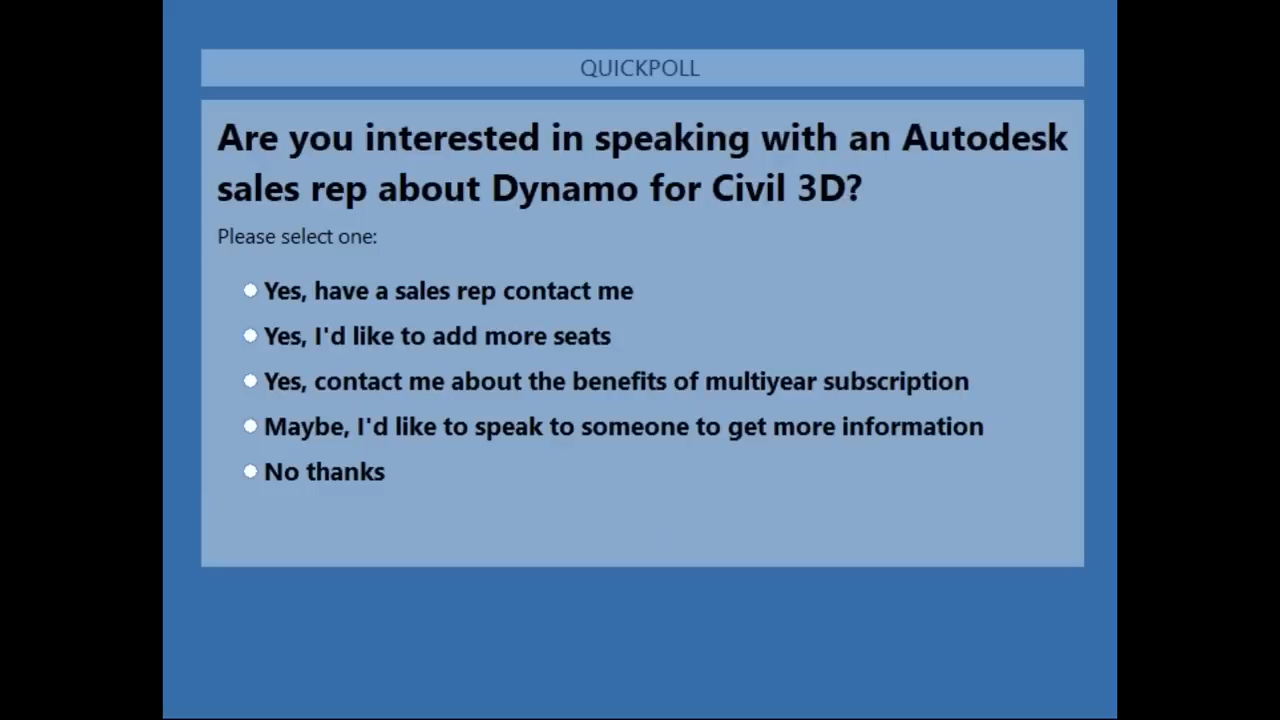 QUICKPOLL
Are you interested in speaking with an Autodesk
sales rep about Dynamo for Civil 3D?
Please select one:
Yes, have a sales rep contact me
Yes, I'd like to add more seats
Yes, contact me about the benefits of multiyear subscription
Maybe, I'd like to speak to someone to get more information
No thanks